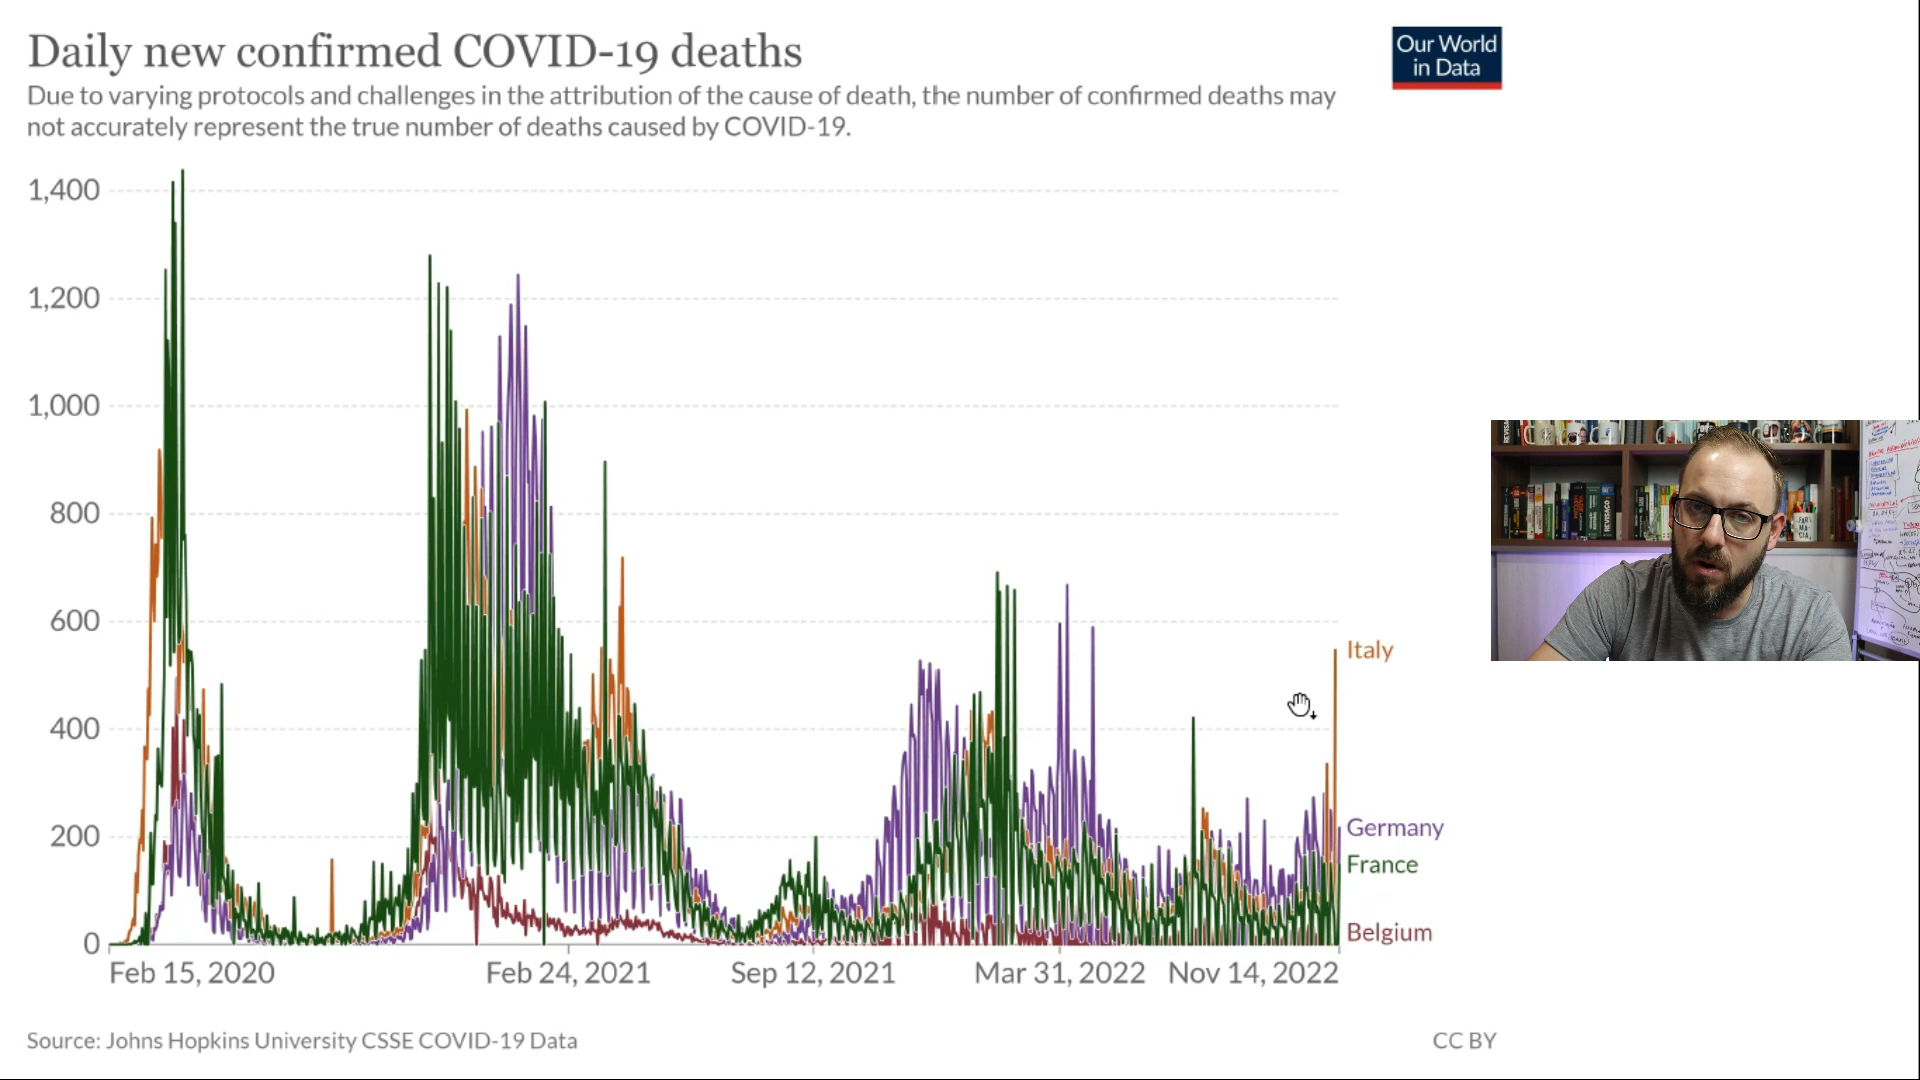 Daily new confirmed COVID-19 deaths
Our World
in Data
Due to varying protocols and challenges in the attribution of the cause of death, the number of confirmed deaths may
not accurately represent the true number of deaths caused by COVID-19.
1,400
1,200
1,000
800
600
400
200
0
Italy
Germany
France
Belgium
Feb 15, 2020
Feb 24, 2021
Sep 12, 2021
Mar 31, 2022
Nov 14, 2022
REVISAÇO
FAR
MA
CIA,
Source: Johns Hopkins University CSSE COVID-19 Data
CC BY